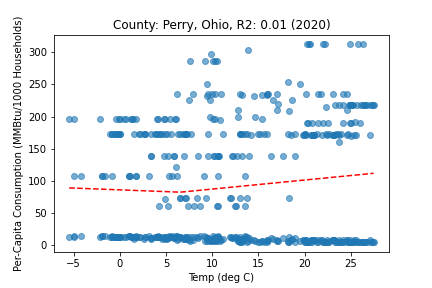 County: Perry, Ohio, R2: 0.01 (2020)
Per-Capita Consumption (MMBtu/1000 Households)
300
250
200
150
100
50
0
−5 0 5 10 15 20 25
Temp (deg C)